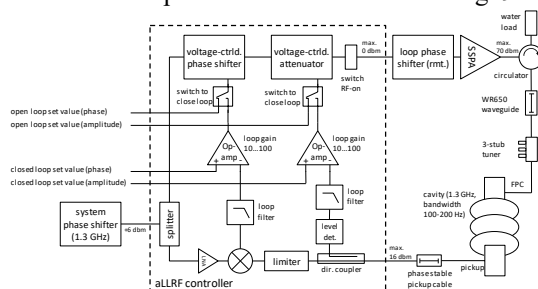 voltage-ctrld.
phase shifter
voltage-ctrld.
attenuator
max.
0 dbm
switch
RF-on
loop phase
shifter (rmt.)
SSPA
max.
70 dbm
water
load
circulator
switch to
close loop
switch to
close loop
WR650
waveguide
open loop set value (phase)
open loop set value (amplitude)
loop gain
10...100
loop gain
10...100
Op-
amp
+ -
Op-
amp
+ -
3-stub
tuner
closed loop set value (phase)
closed loop set value (amplitude)
FPC
cavity (1.3 GHz,
bandwidth
100-200 Hz)
loop
filter
loop
filter
system
phase shifter
(1.3 GHz)
+6 dbm
splitter
level
det.
LNA
limiter
dir. coupler
max.
16 dbm
phase stable
pickup cable
pickup
aLLRF controller